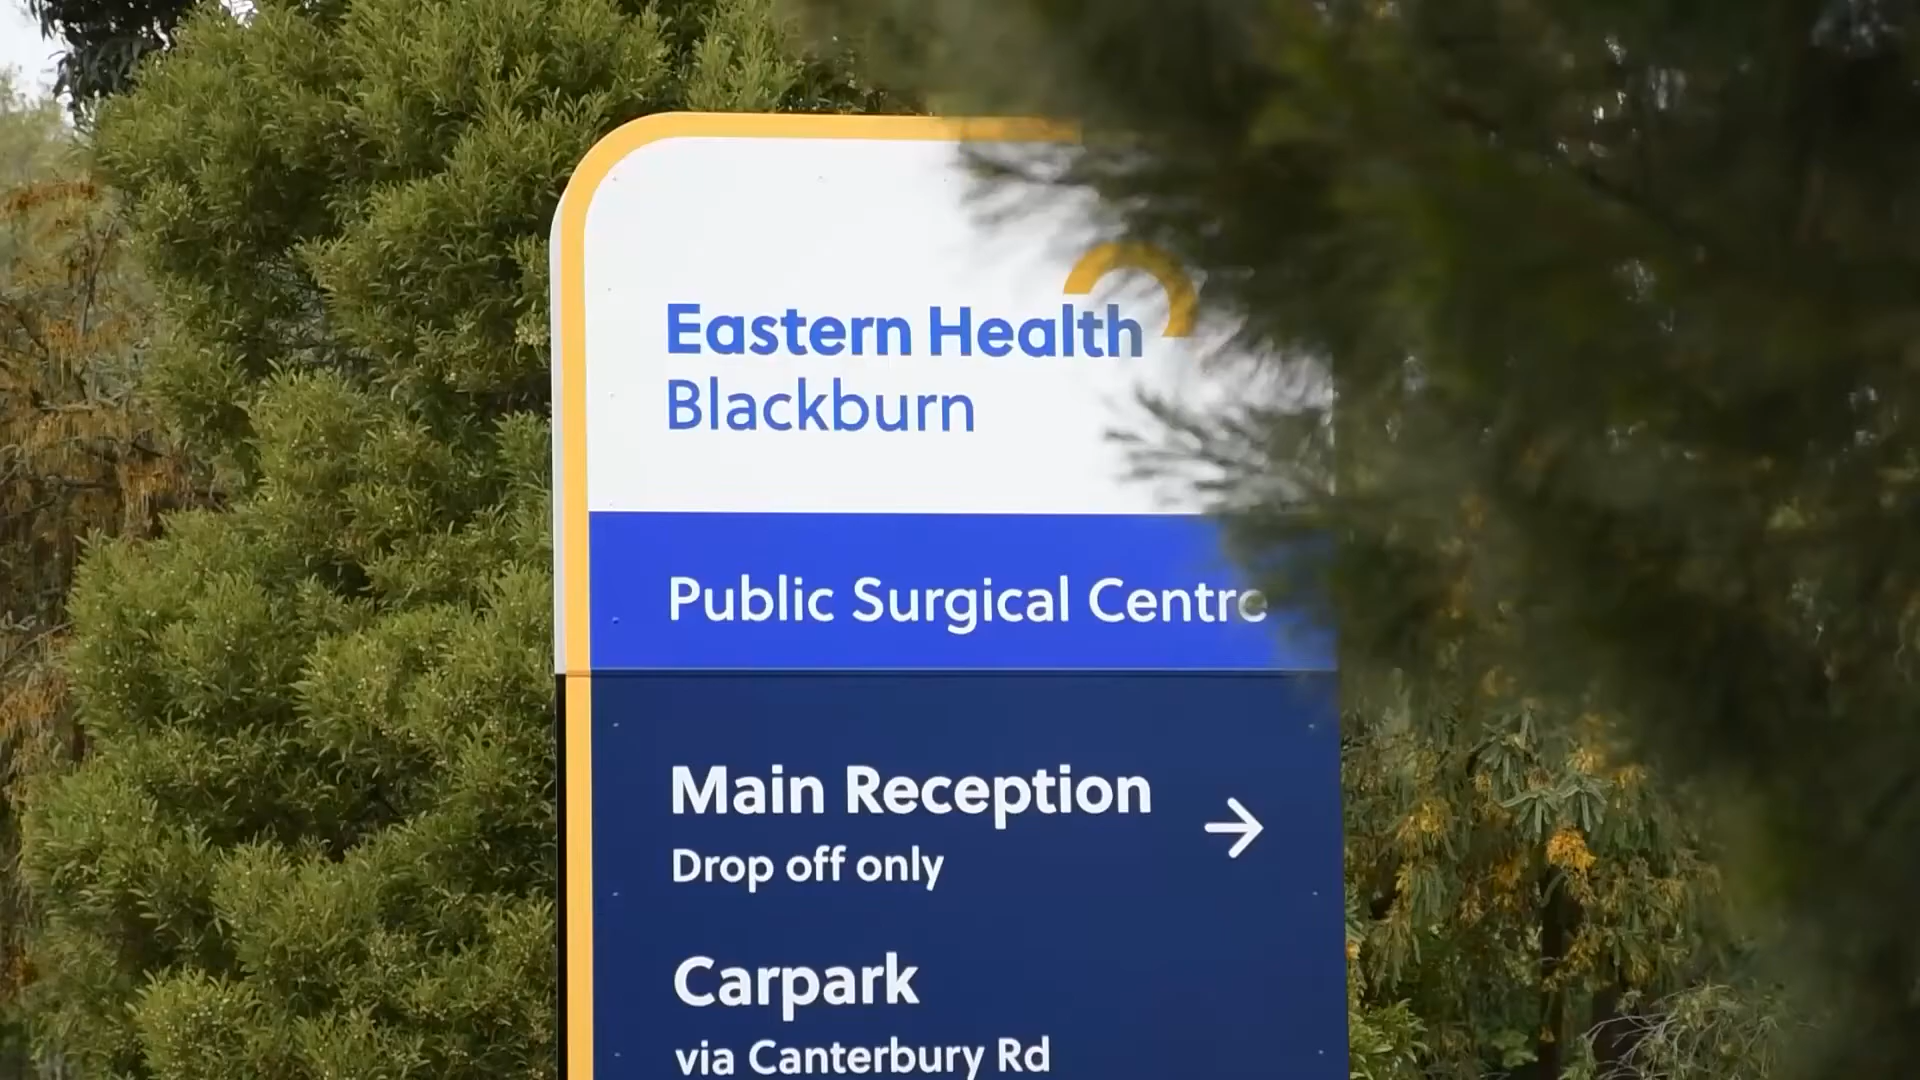 Eastern Health
Blackburn
Public Surgical Centre
Main Reception
Drop off only
Carpark
via Canterbury Rd